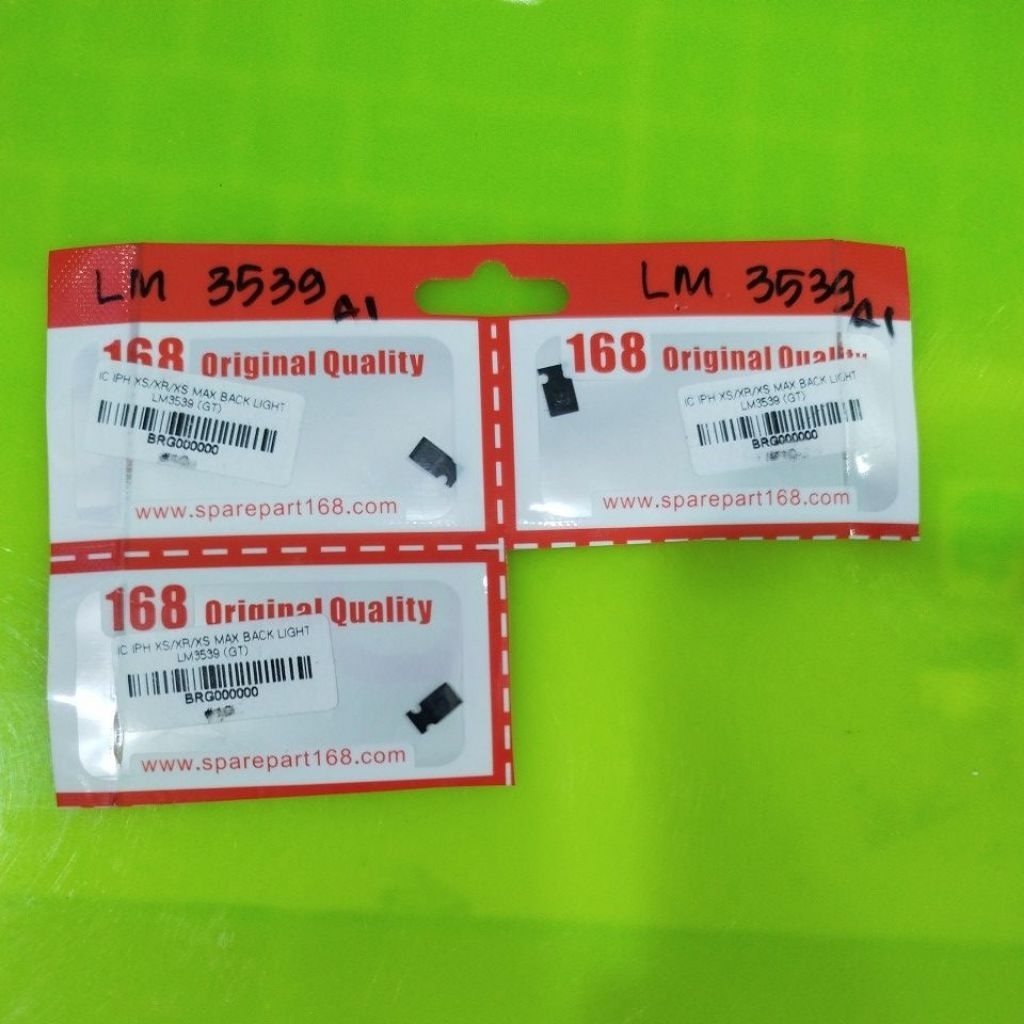 LM 3539 A1
LM 3539 A1
168 Original Quality
IC IPH XS/XR/XS MAX BACK LIGHT
LM3539 (GT)
BRG000000
www.sparepart168.com
168 Original Quality
IC IPH XS/XR/XS MAX BACK LIGHT
LM3539 (GT)
BRG000000
www.sparepart168.com
168 Original Quality
IC IPH XS/XR/XS MAX BACK LIGHT
LM3539 (GT)
BRG000000
www.sparepart168.com